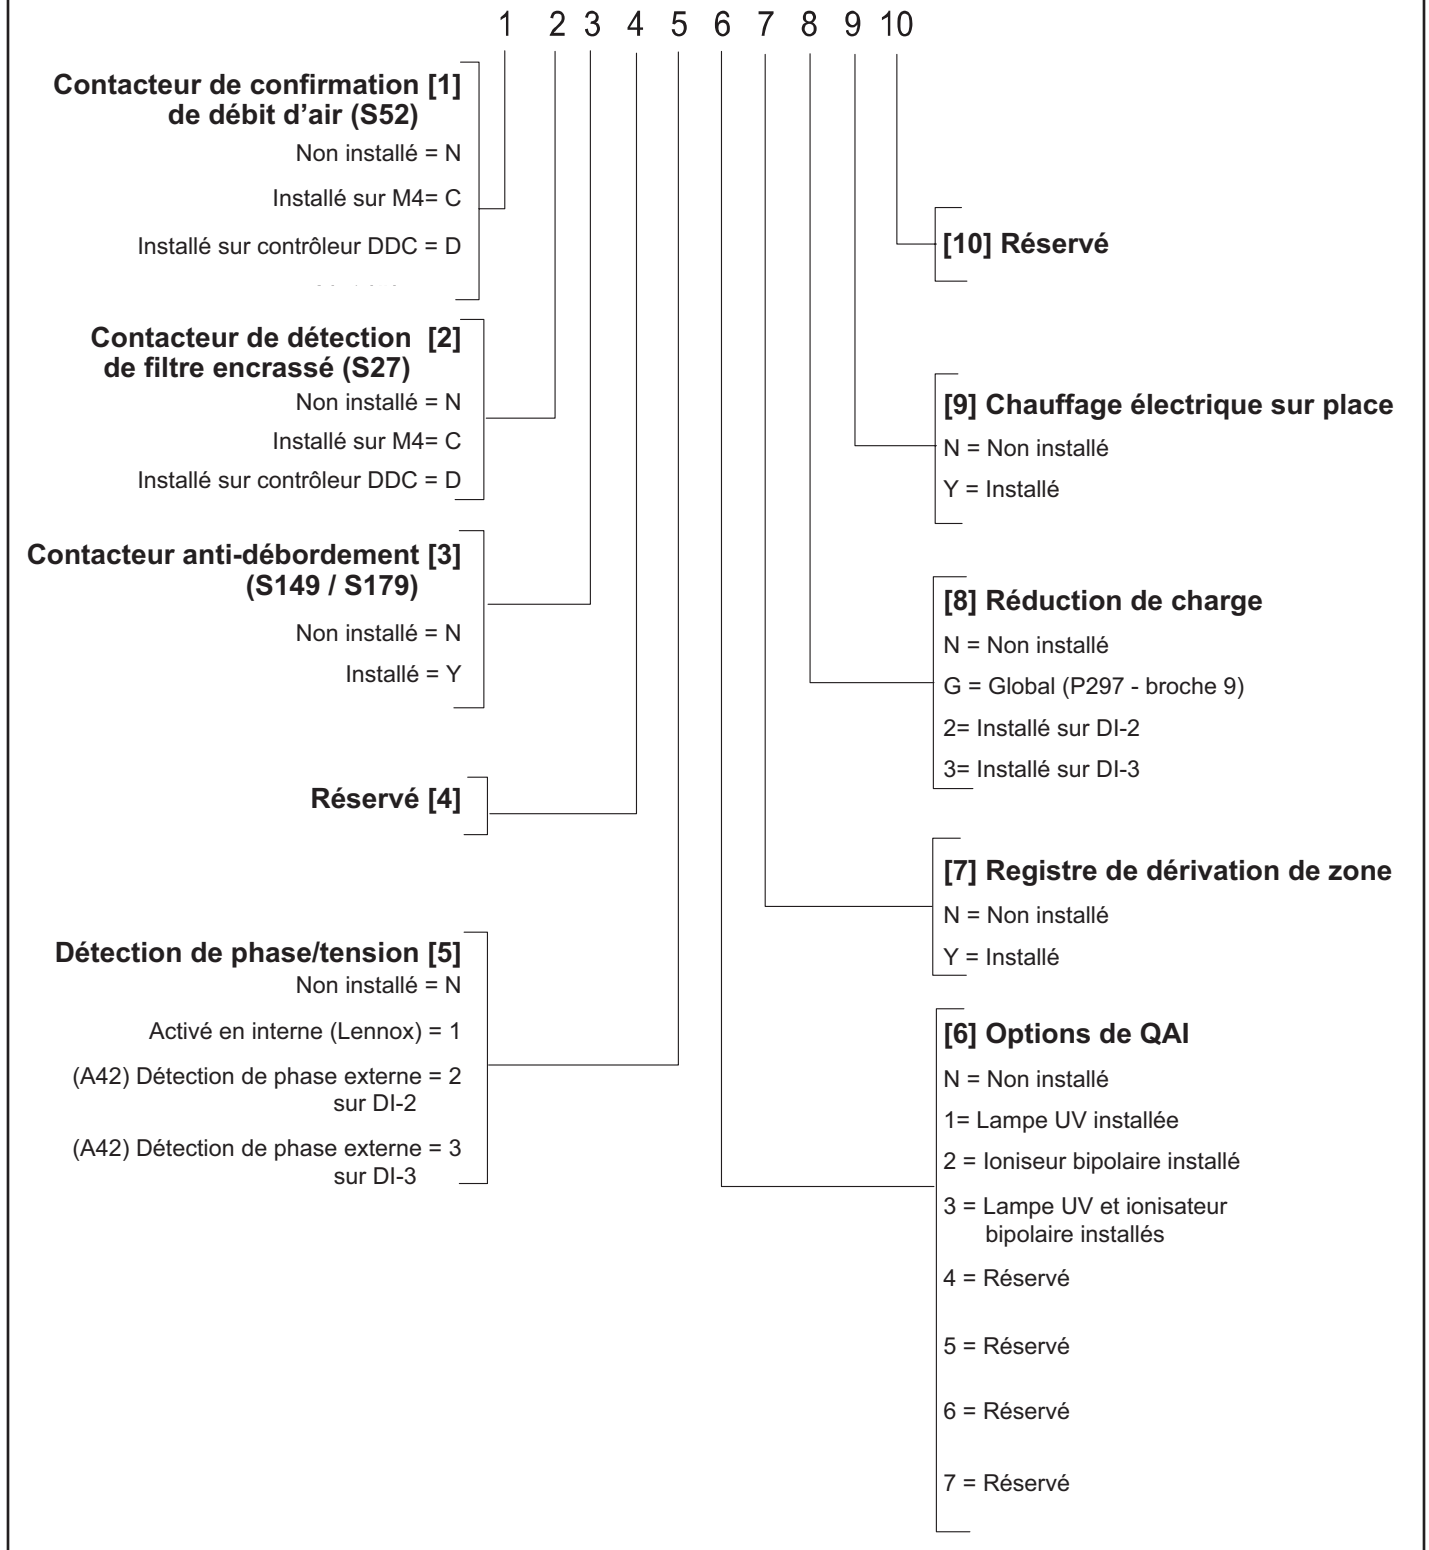 1 2 3 4 5 6 7 8 9 10
Contacteur de confirmation [1]
de débit d'air (S52)
Non installé = N
Installé sur M4= C
Installé sur contrôleur DDC = D
Contacteur de détection [2]
de filtre encrassé (S27)
Non installé = N
Installé sur M4= C
Installé sur contrôleur DDC = D
Contacteur anti-débordement [3]
(S149 / S179)
Non installé = N
Installé = Y
Réservé [4]
Détection de phase/tension [5]
Non installé = N
Activé en interne (Lennox) = 1
(A42) Détection de phase externe = 2
sur DI-2
(A42) Détection de phase externe = 3
sur DI-3
[10] Réservé
[9] Chauffage électrique sur place
N = Non installé
Y = Installé
[8] Réduction de charge
N = Non installé
G = Global (P297 - broche 9)
2= Installé sur DI-2
3= Installé sur DI-3
[7] Registre de dérivation de zone
N = Non installé
Y = Installé
[6] Options de QAI
N = Non installé
1= Lampe UV installée
2 = Ioniseur bipolaire installé
3 = Lampe UV et ionisateur
bipolaire installés
4 = Réservé
5 = Réservé
6 = Réservé
7 = Réservé